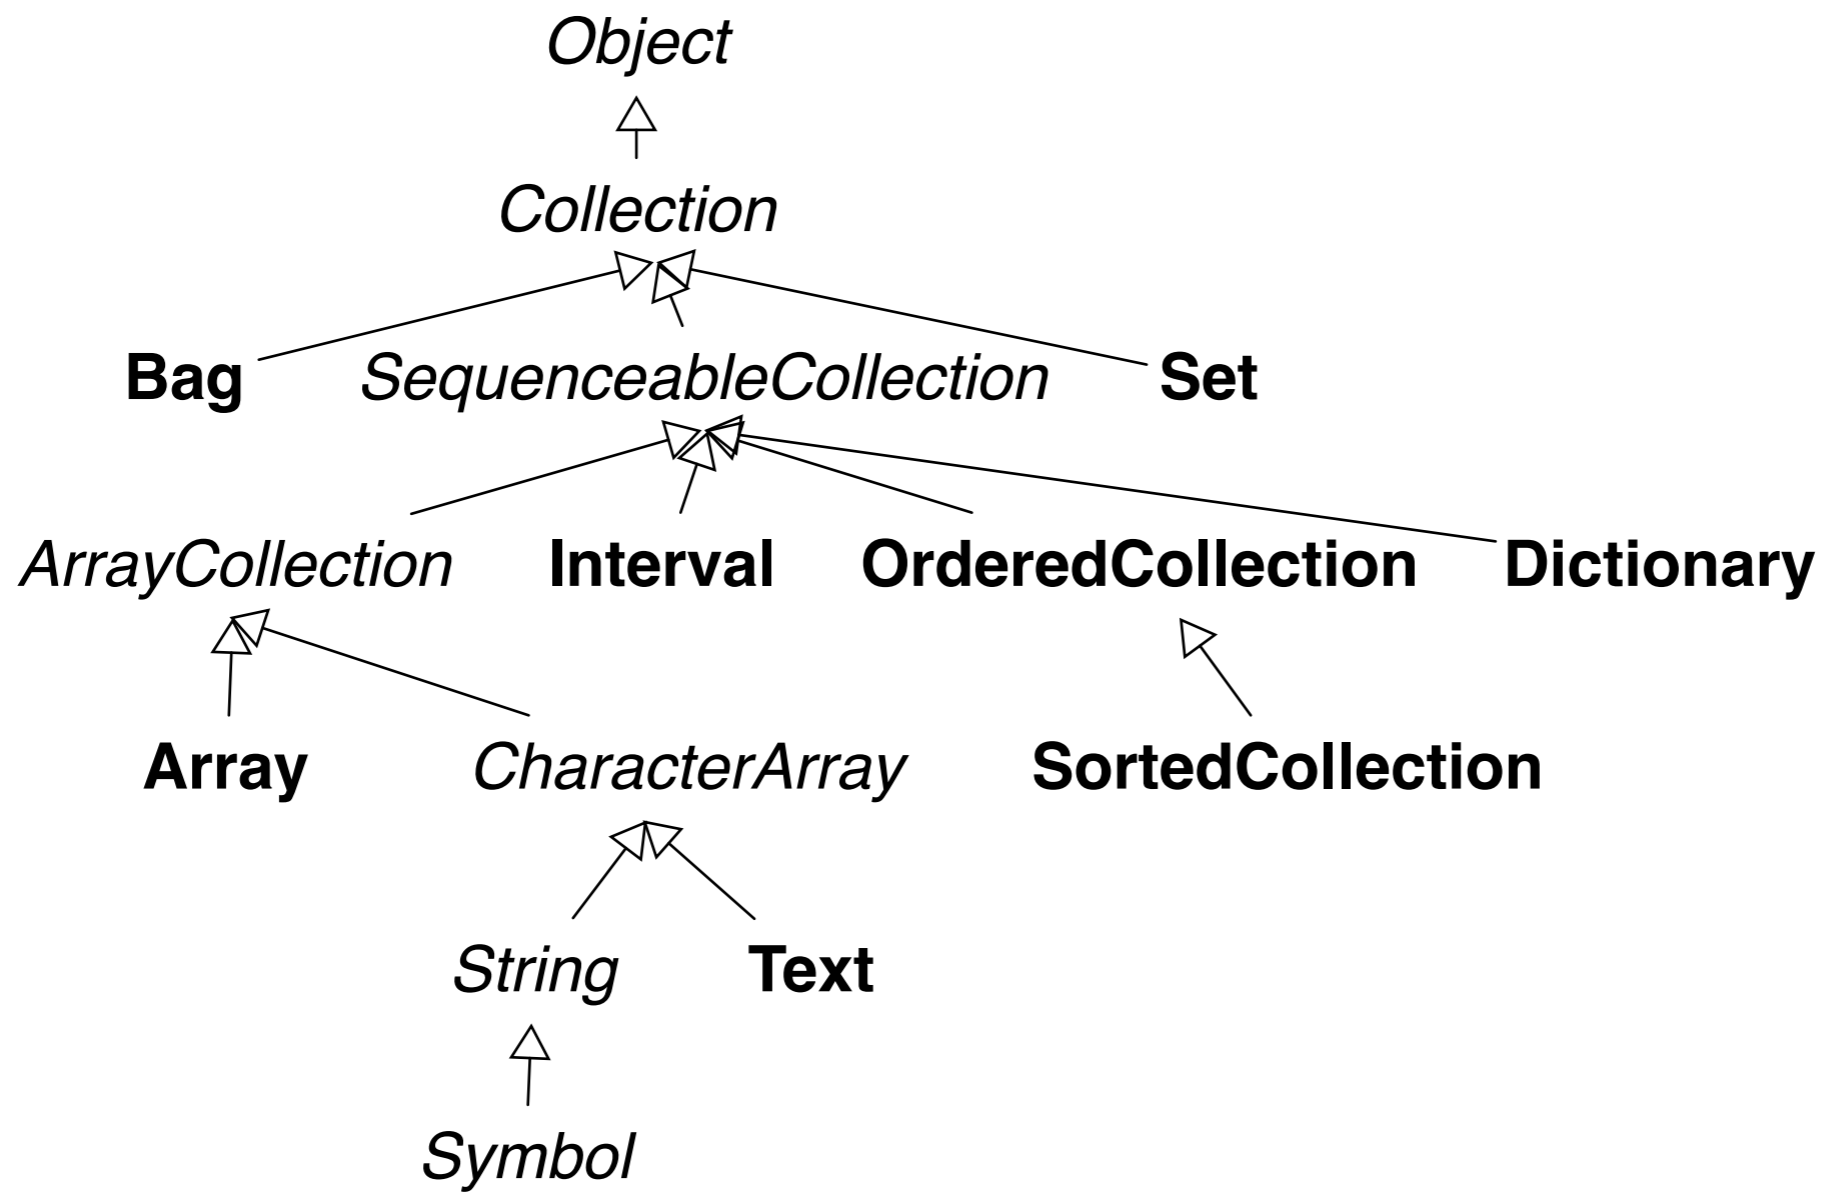 Object
Collection
Bag SequenceableCollection Set
ArrayCollection Interval OrderedCollection Dictionary
Array CharacterArray SortedCollection
String Text
Symbol